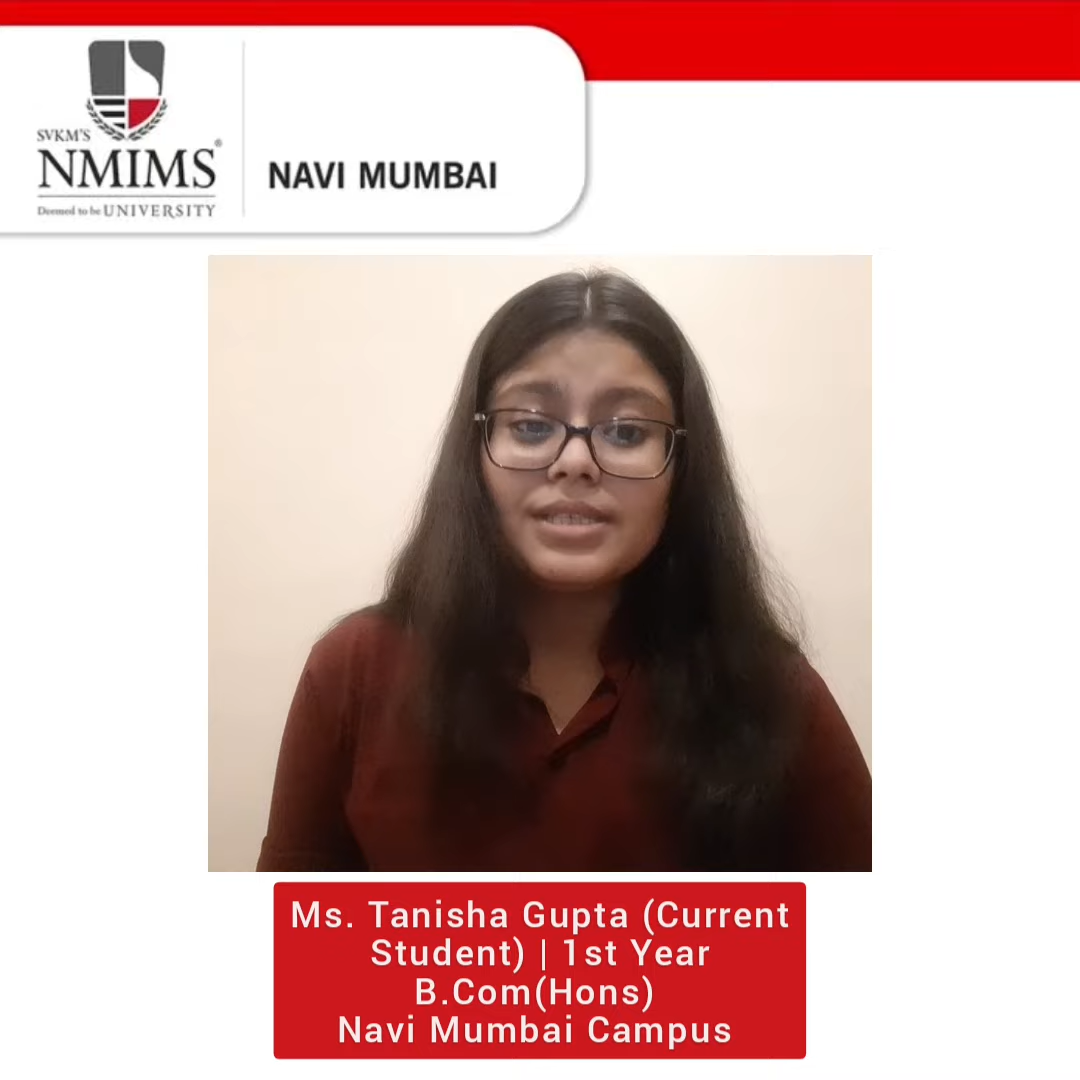 SVKM'S
NMIMS®
Deemed to be UNIVERSITY
NAVI MUMBAI
Ms. Tanisha Gupta (Current
Student) | 1st Year
B.Com(Hons)
Navi Mumbai Campus